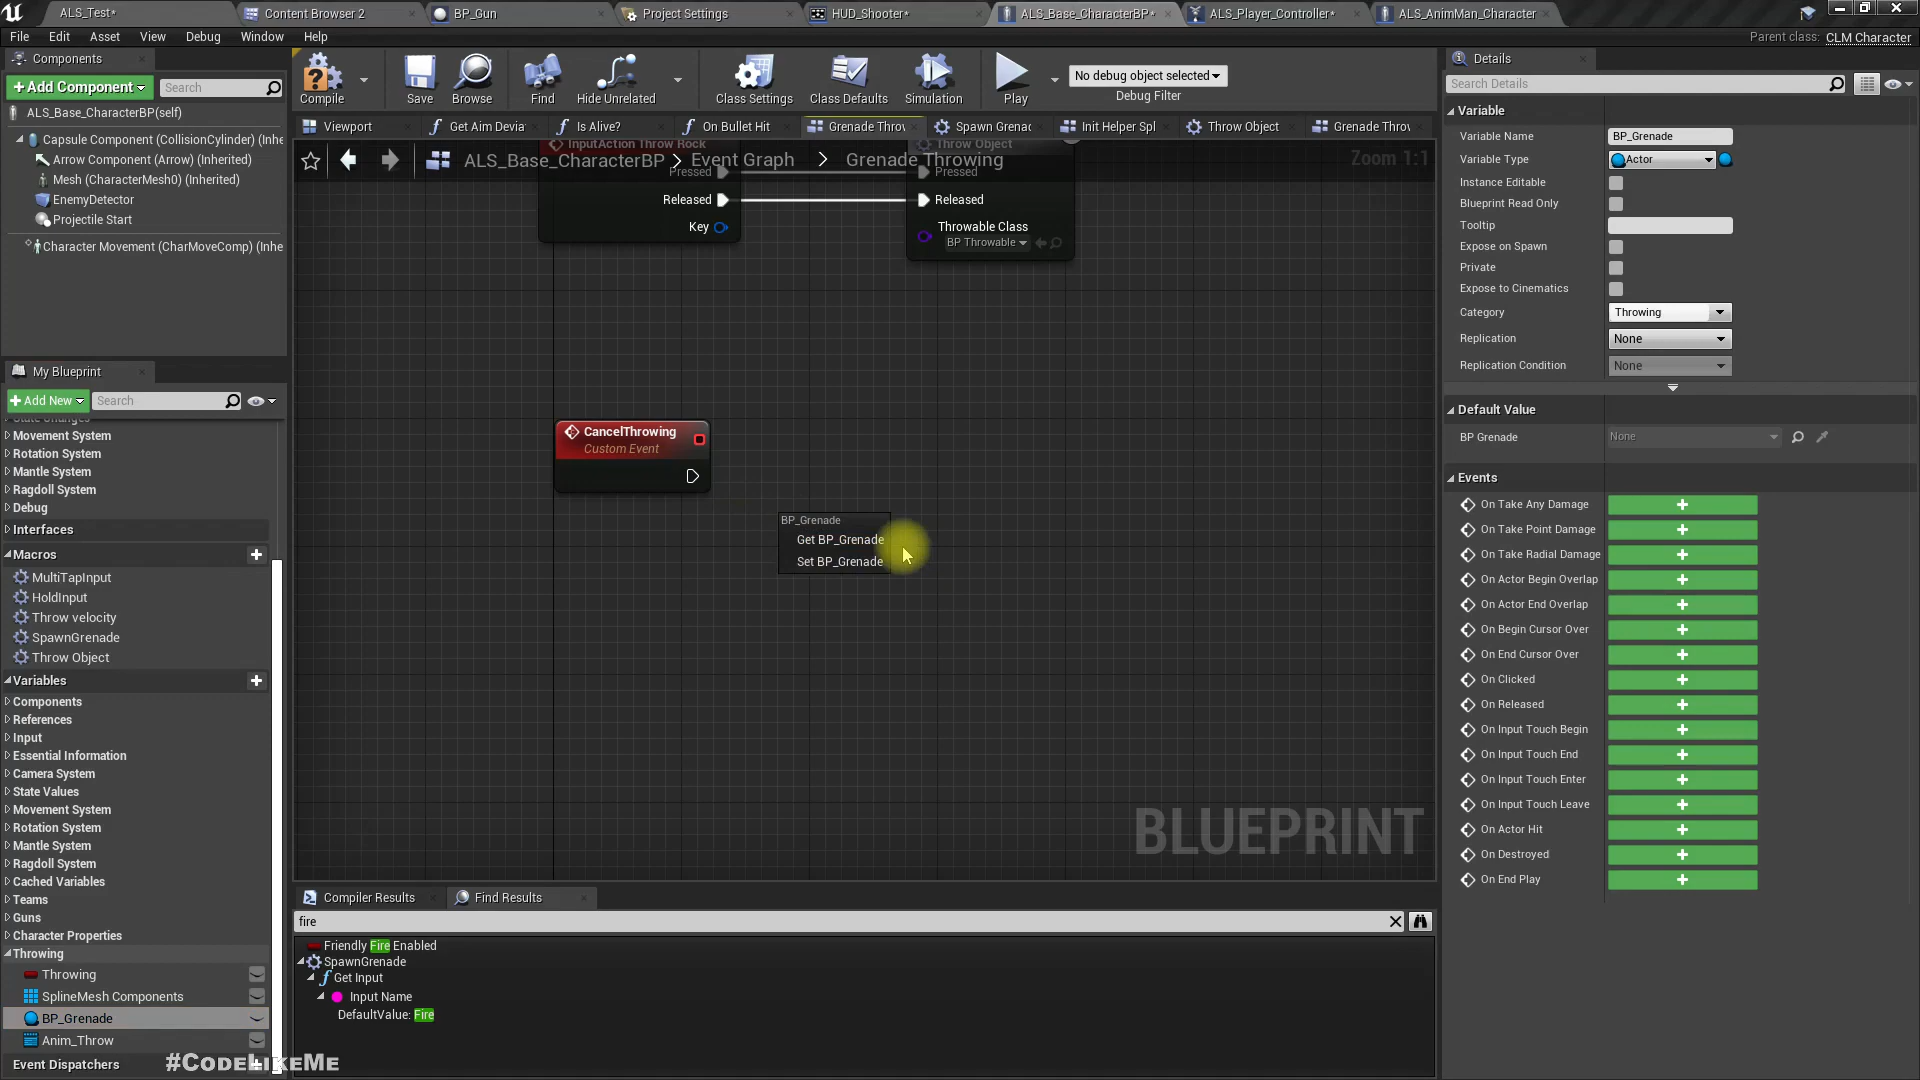 ALS_Test*
Content Browser 2
BP_Gun
Project Settings
HUD_Shooter*
ALS_Base_CharacterBP*
ALS_Player_Controller*
ALS_AnimMan_Character
File Edit Asset View Debug Window Help
Parent class: CLM Character
Components
+Add Component
Search
ALS_Base_CharacterBP(self)
Capsule Component (CollisionCylinder) (Inhe
Arrow Component (Arrow) (Inherited)
Mesh (CharacterMesh0) (Inherited)
EnemyDetector
Projectile Start
Character Movement (CharMoveComp) (Inhe
My Blueprint
+Add New
Search
State Changes
Movement System
Rotation System
Mantle System
Ragdoll System
Debug
Interfaces
Macros
MultiTapInput
HoldInput
Throw velocity
SpawnGrenade
Throw Object
Variables
Components
References
Input
Essential Information
Camera System
State Values
Movement System
Rotation System
Mantle System
Ragdoll System
Cached Variables
Teams
Guns
Character Properties
Throwing
Throwing
SplineMesh Components
BP_Grenade
Anim_Throw
Event Dispatchers
#CodeLikeMe
Compile
Save
Browse
Find
Hide Unrelated
Class Settings
Class Defaults
Simulation
Play
No debug object selected
Debug Filter
Viewport
Get Aim Devia
Is Alive?
On Bullet Hit
Grenade Throv
Spawn Grenac
Init Helper Spl
Throw Object
Grenade Throv
ALS_Base_CharacterBP > Event Graph > Grenade Throwing
Zoom 1:1
InputAction Throw Rock
Pressed
Released
Key
Throw Object
Pressed
Released
Throwable Class
BP Throwable
CancelThrowing
Custom Event
BP_Grenade
Get BP_Grenade
Set BP_Grenade
BLUEPRINT
Compiler Results
Find Results
fire
Friendly Fire Enabled
SpawnGrenade
Get Input
Input Name
DefaultValue: Fire
Details
Search Details
Variable
Variable Name BP_Grenade
Variable Type Actor
Instance Editable
Blueprint Read Only
Tooltip
Expose on Spawn
Private
Expose to Cinematics
Category Throwing
Replication None
Replication Condition None
Default Value
BP Grenade None
Events
On Take Any Damage
On Take Point Damage
On Take Radial Damage
On Actor Begin Overlap
On Actor End Overlap
On Begin Cursor Over
On End Cursor Over
On Clicked
On Released
On Input Touch Begin
On Input Touch End
On Input Touch Enter
On Input Touch Leave
On Actor Hit
On Destroyed
On End Play